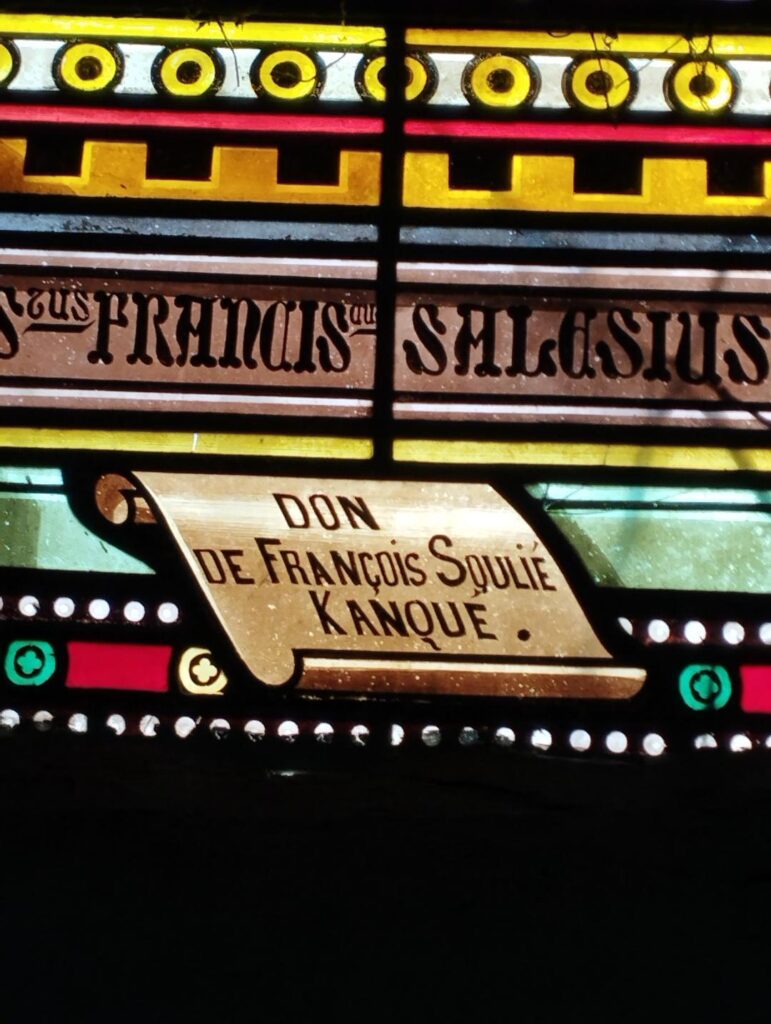 Stus FRANCISCUS SALESIUS
DON
DE FRANÇOIS SOULIÉ
KANQUÉ.